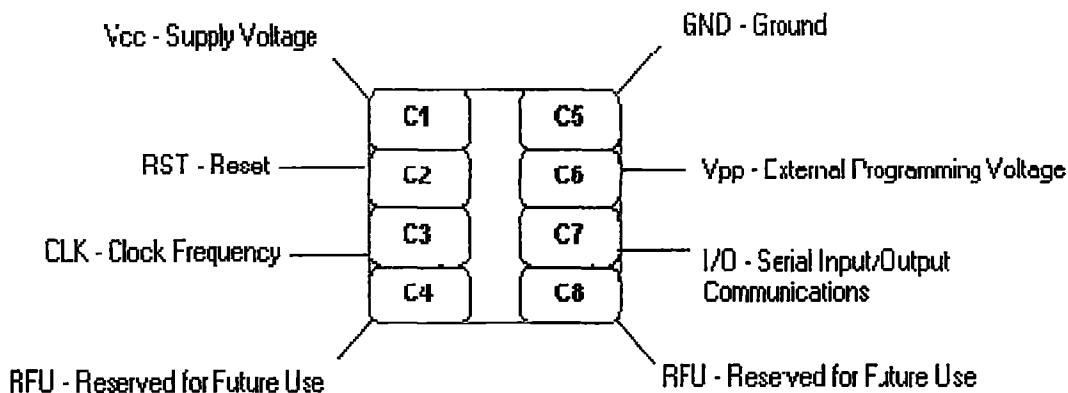 Vcc - Supply Voltage
GND - Ground
C1
C5
RST - Reset
C2
C6
Vpp - External Programming Voltage
CLK - Clock Frequency
C3
C7
I/O - Serial Input/Output
Communications
C4
C8
RFU - Reserved for Future Use
RFU - Reserved for Future Use